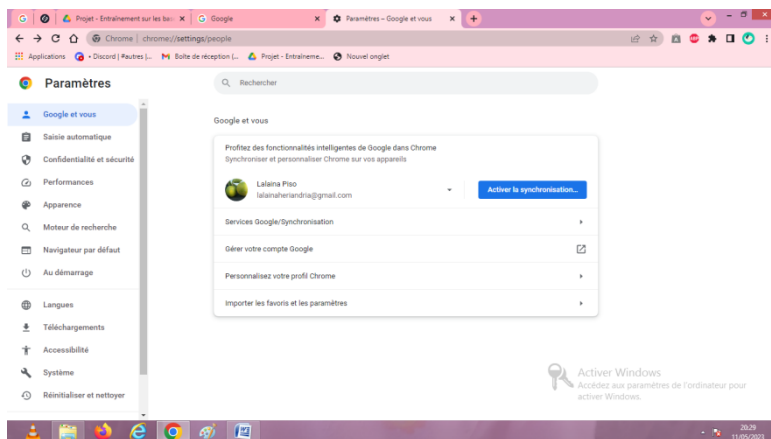 Projet - Entraînement sur les bas
Google
Paramètres – Google et vous
Chrome | chrome://settings/people
Applications
• Discord | #autres |...
Boîte de réception (...
Projet - Entraîneme...
Nouvel onglet
Paramètres
Rechercher
Google et vous
Saisie automatique
Confidentialité et sécurité
Performances
Apparence
Moteur de recherche
Navigateur par défaut
Au démarrage
Langues
Téléchargements
Accessibilité
Système
Réinitialiser et nettoyer
Google et vous
Profitez des fonctionnalités intelligentes de Google dans Chrome
Synchroniser et personnaliser Chrome sur vos appareils
Lalaina Piso
lalainaheriandria@gmail.com
Activer la synchronisation...
Services Google/Synchronisation
Gérer votre compte Google
Personnalisez votre profil Chrome
Importer les favoris et les paramètres
Activer Windows
Accédez aux paramètres de l'ordinateur pour
activer Windows.
20:29
11/05/2023